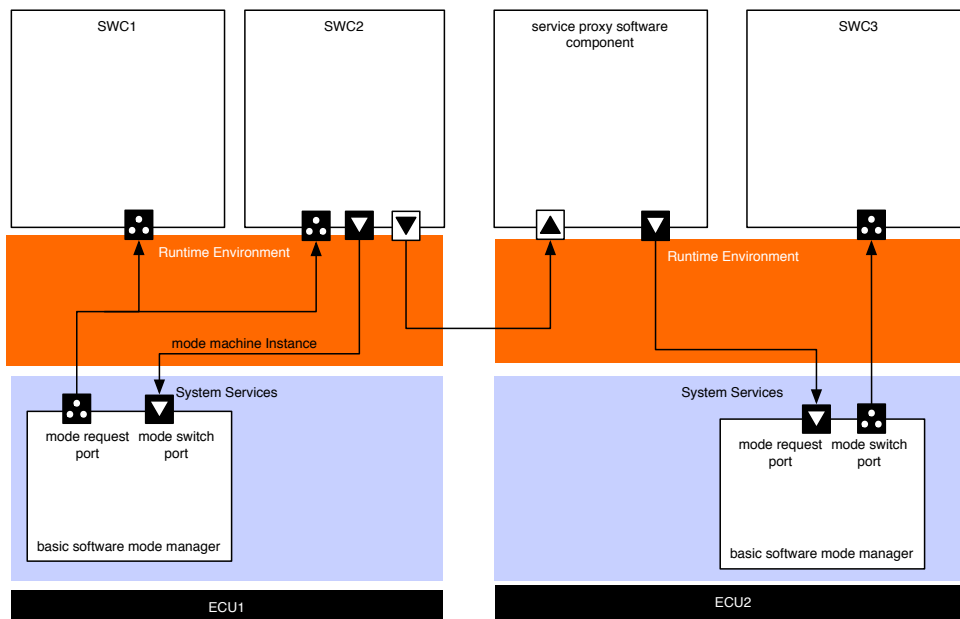 SWC1
SWC2
service proxy software
component
SWC3
Runtime Environment
Runtime Environment
mode machine Instance
System Services
System Services
mode request
port
mode switch
port
mode request
port
mode switch
port
basic software mode manager
basic software mode manager
ECU1
ECU2